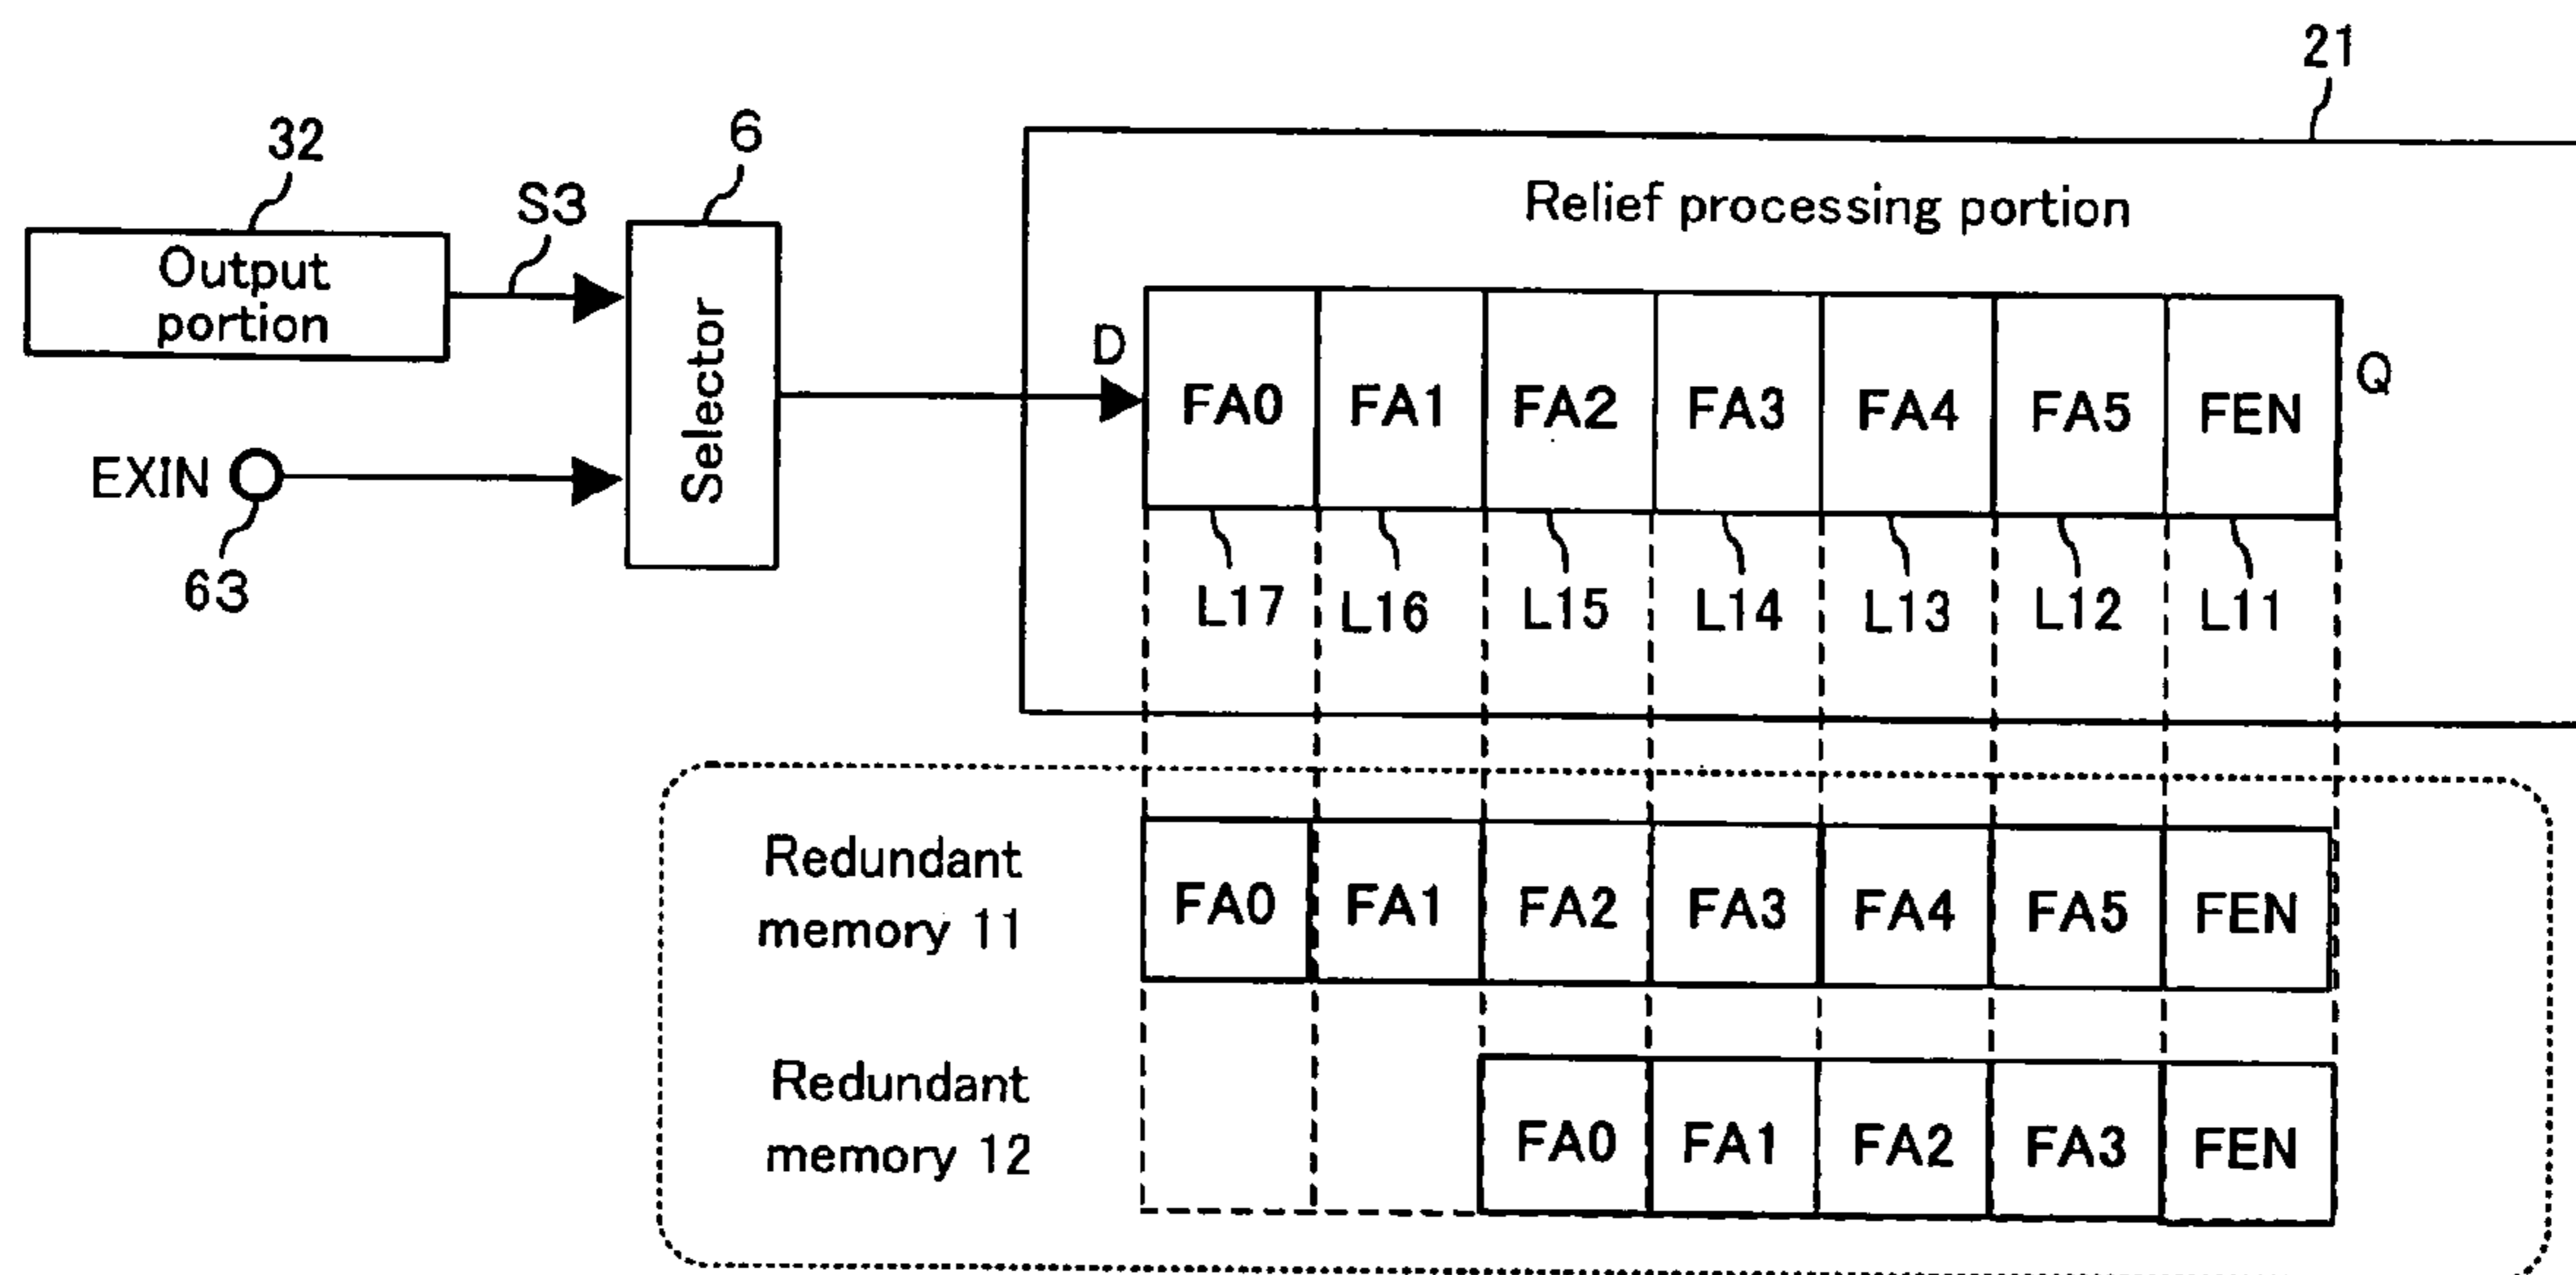 21
32
S3
6
Output
portion
EXIN
63
Selector
Relief processing portion
D
FA0 FA1 FA2 FA3 FA4 FA5 FEN
Q
L17 L16 L15 L14 L13 L12 L11
Redundant
memory 11
FA0 FA1 FA2 FA3 FA4 FA5 FEN
Redundant
memory 12
FA0 FA1 FA2 FA3 FEN